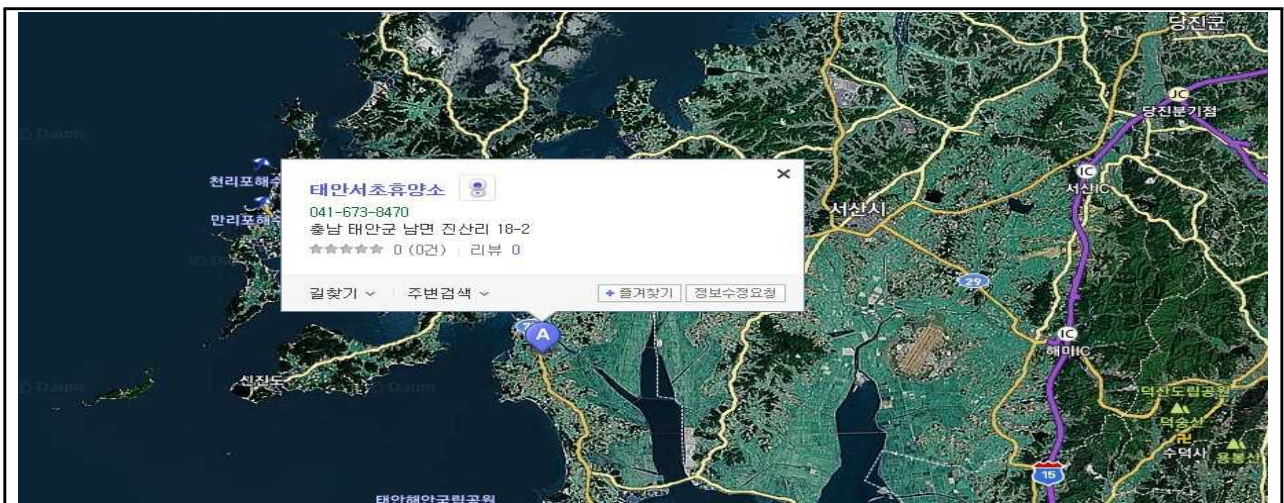 당진군
JC
당진분기점
© Daum
천리포해수
만리포해수
태안서초휴양소
041-673-8470
충남 태안군 남면 진산리 18-2
★★★★★ 0 (0건) | 리뷰 0
길찾기
주변검색
+ 즐겨찾기
정보수정요청
IC
서산IC
서산시
29
A
IC
해미IC
신진도
Daum
덕산도립공원
덕숭산
수덕사
용봉산
15
태안해안국립공원